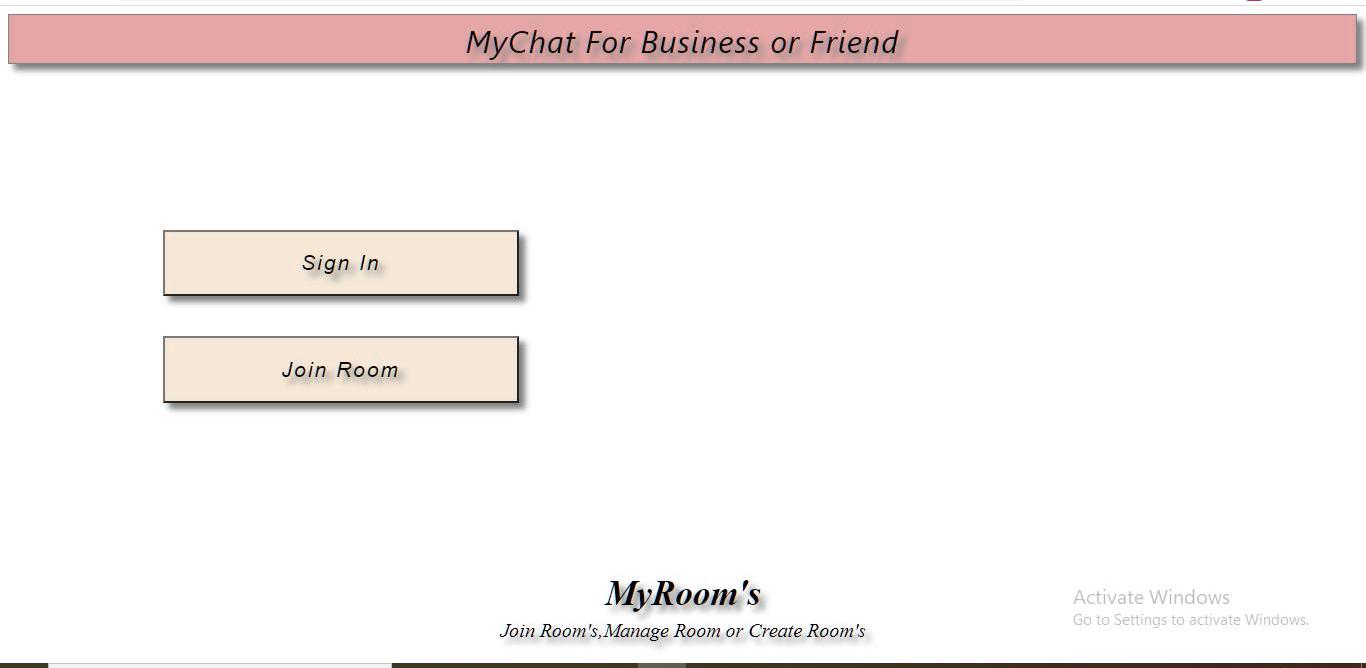 MyChat For Business or Friend
Sign In
Join Room
MyRoom's
Join Room's,Manage Room or Create Room's
Activate Windows
Go to Settings to activate Windows.